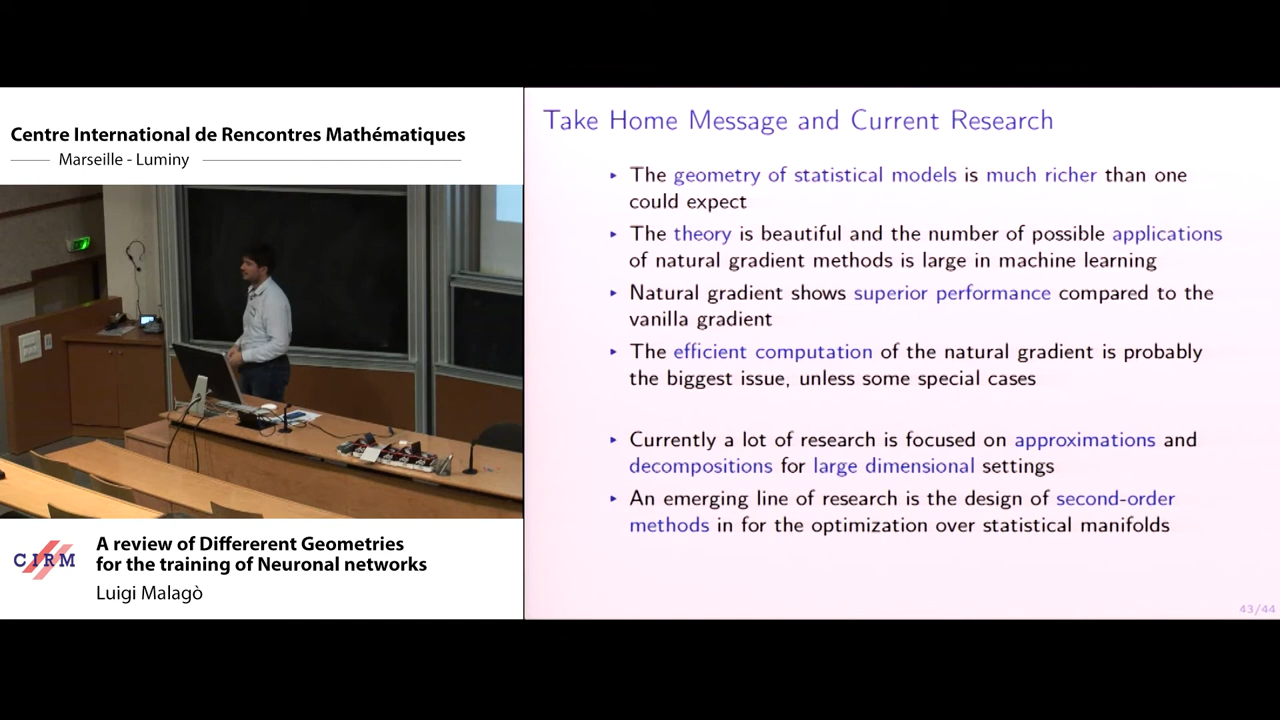 Centre International de Rencontres Mathématiques
Marseille - Luminy
CIRM
A review of Differerent Geometries
for the training of Neuronal networks
Luigi Malagò
Take Home Message and Current Research
The geometry of statistical models is much richer than one
could expect
The theory is beautiful and the number of possible applications
of natural gradient methods is large in machine learning
Natural gradient shows superior performance compared to the
vanilla gradient
The efficient computation of the natural gradient is probably
the biggest issue, unless some special cases
Currently a lot of research is focused on approximations and
decompositions for large dimensional settings
An emerging line of research is the design of second-order
methods in for the optimization over statistical manifolds
43/44